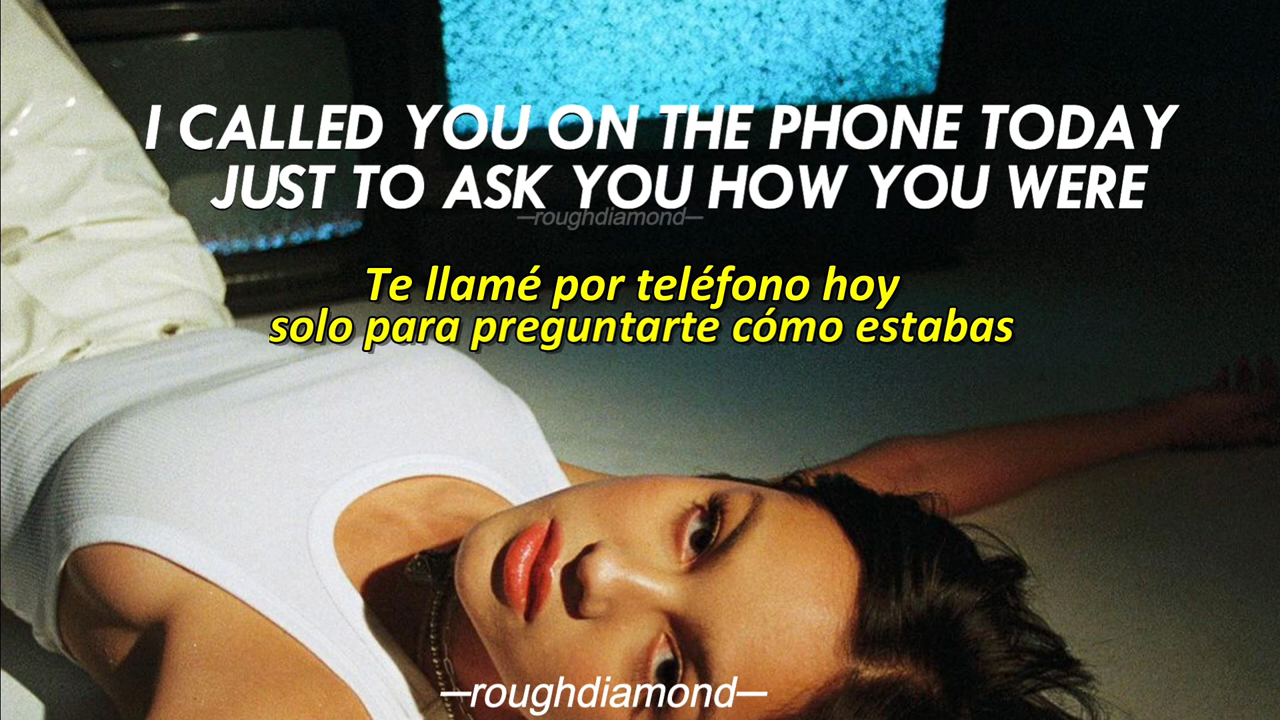 I CALLED YOU ON THE PHONE TODAY
JUST TO ASK YOU HOW YOU WERE
—roughdiamond—
Te llamé por teléfono hoy
solo para preguntarte cómo estabas
—roughdiamond—